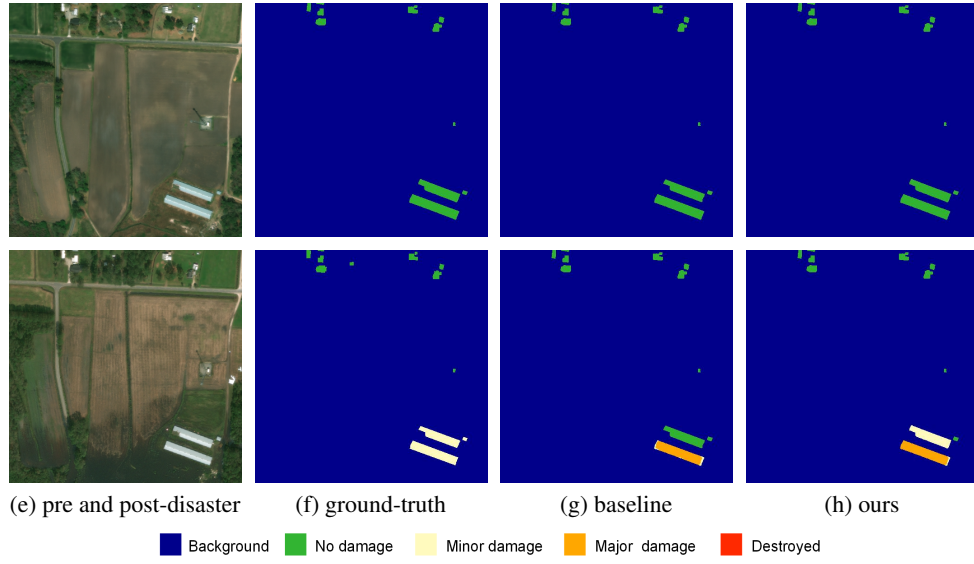 (e) pre and post-disaster (f) ground-truth (g) baseline (h) ours
Background No damage Minor damage Major damage Destroyed